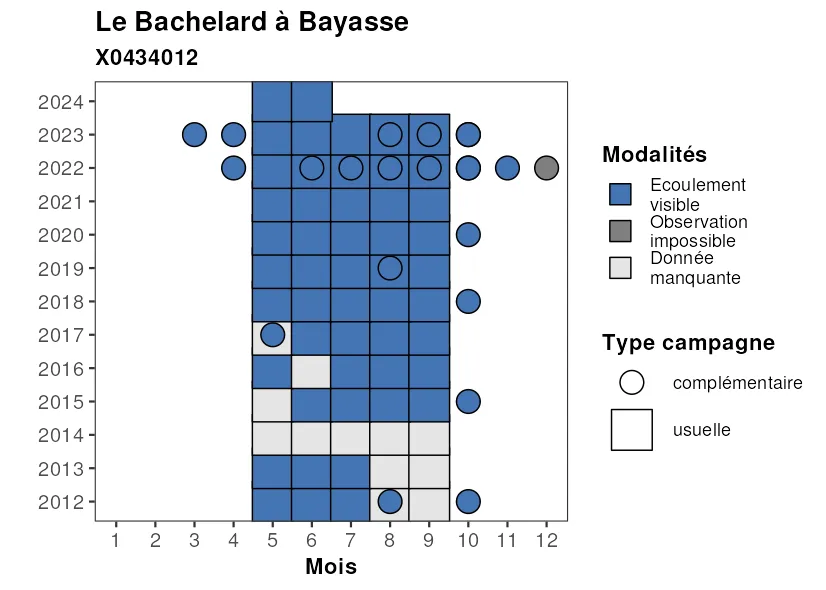 Le Bachelard à Bayasse
X0434012
2024
2023
2022
2021
2020
2019
2018
2017
2016
2015
2014
2013
2012
1 2 3 4 5 6 7 8 9 10 11 12
Mois
Modalités
Ecoulement
visible
Observation
impossible
Donnée
manquante
Type campagne
complémentaire
usuelle